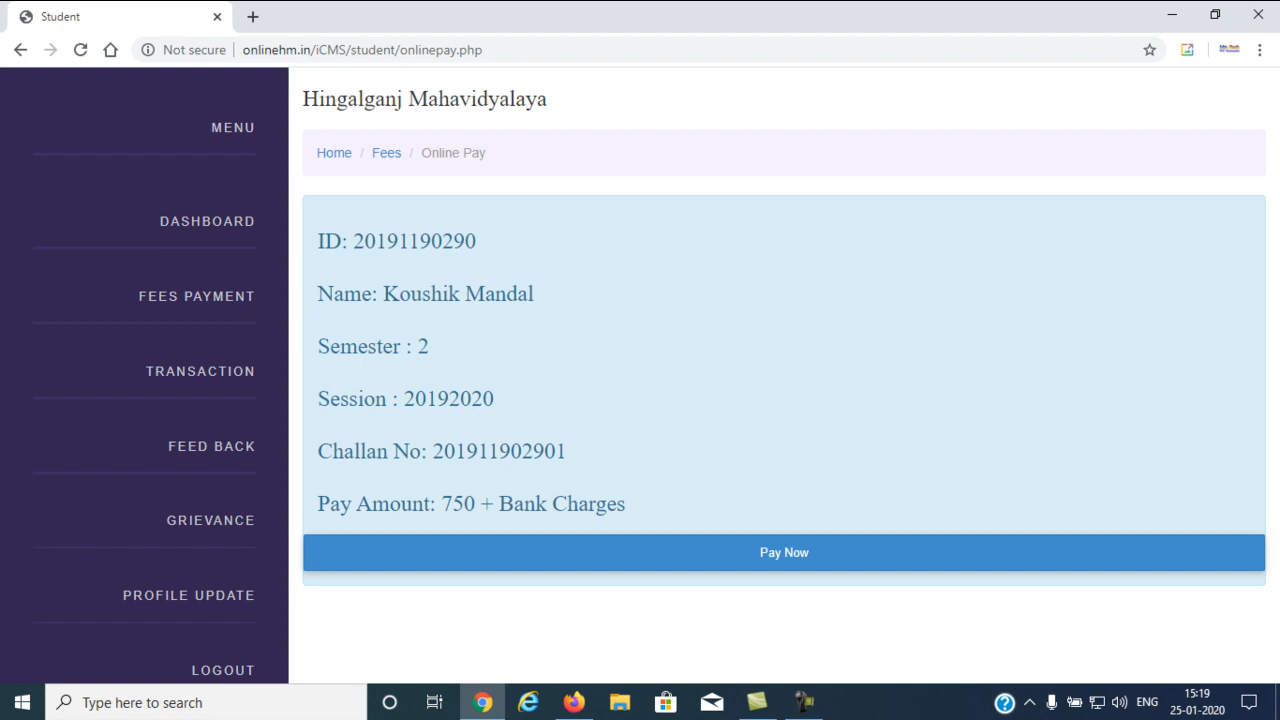 Student
Not secure
onlinehm.in/iCMS/student/onlinepay.php
MENU
DASHBOARD
FEES PAYMENT
TRANSACTION
FEED BACK
GRIEVANCE
PROFILE UPDATE
LOGOUT
Hingalganj Mahavidyalaya
Home / Fees / Online Pay
ID: 20191190290
Name: Koushik Mandal
Semester : 2
Session : 20192020
Challan No: 201911902901
Pay Amount: 750 + Bank Charges
Pay Now
Type here to search
ENG
15:19
25-01-2020